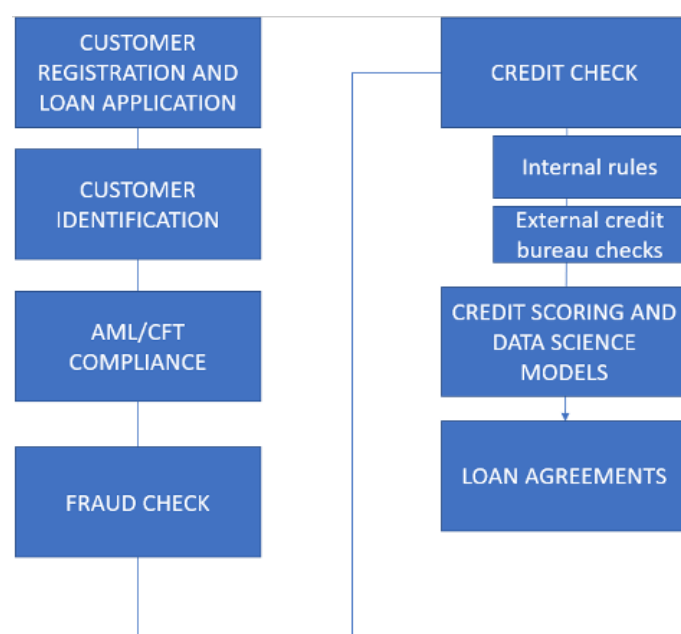 CUSTOMER
REGISTRATION AND
LOAN APPLICATION
CUSTOMER
IDENTIFICATION
AML/CFT
COMPLIANCE
FRAUD CHECK
CREDIT CHECK
Internal rules
External credit
bureau checks
CREDIT SCORING AND
DATA SCIENCE
MODELS
LOAN AGREEMENTS